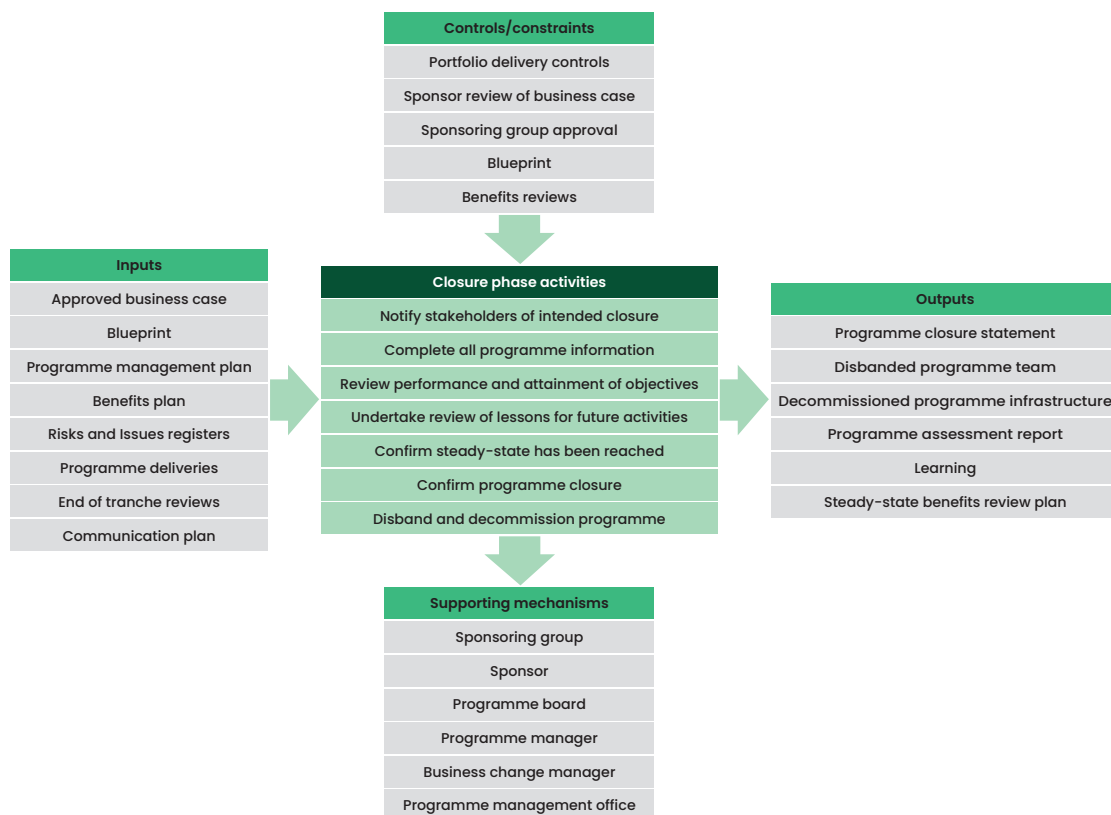 Controls/constraints
Portfolio delivery controls
Sponsor review of business case
Sponsoring group approval
Blueprint
Benefits reviews
Inputs
Approved business case
Blueprint
Programme management plan
Benefits plan
Risks and Issues registers
Programme deliveries
End of tranche reviews
Communication plan
Closure phase activities
Notify stakeholders of intended closure
Complete all programme information
Review performance and attainment of objectives
Undertake review of lessons for future activities
Confirm steady-state has been reached
Confirm programme closure
Disband and decommission programme
Outputs
Programme closure statement
Disbanded programme team
Decommissioned programme infrastructure
Programme assessment report
Learning
Steady-state benefits review plan
Supporting mechanisms
Sponsoring group
Sponsor
Programme board
Programme manager
Business change manager
Programme management office